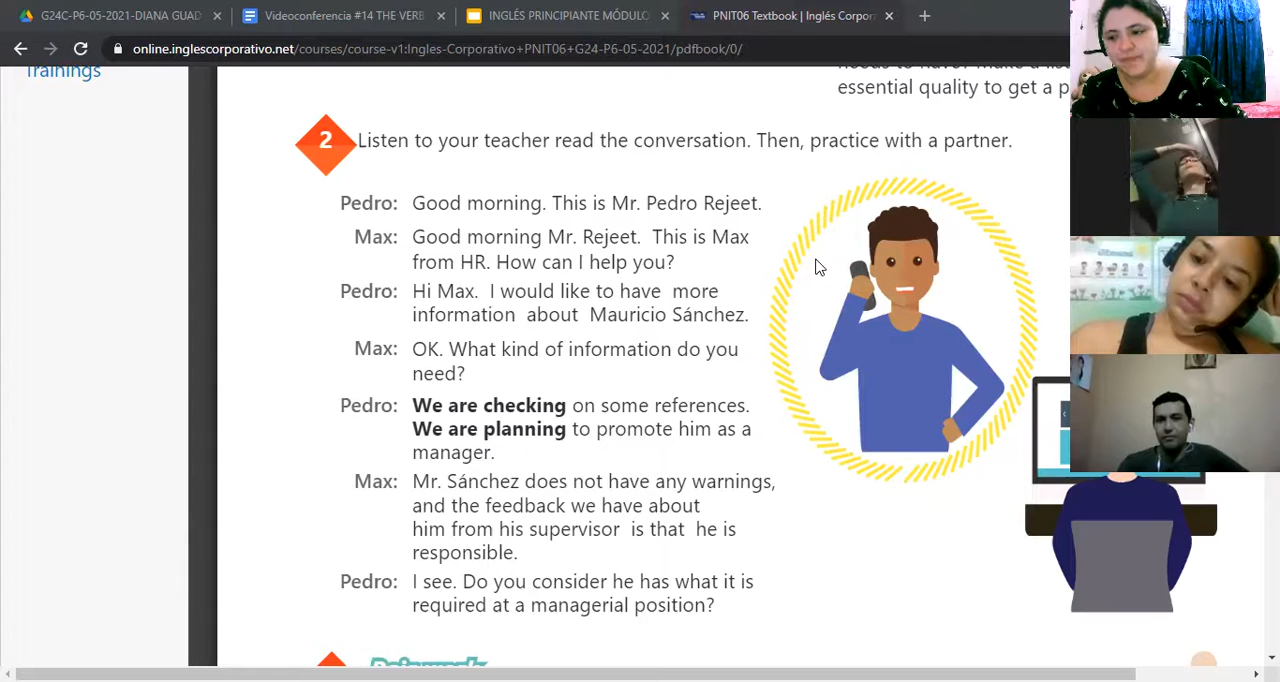 G24C-P6-05-2021-DIANA GUAD
Videoconferencia #14 THE VERB
INGLÉS PRINCIPIANTE MÓDULO
PNIT06 Textbook | Inglés Corpor
online.inglescorporativo.net/courses/course-v1:Ingles-Corporativo+PNIT06+G24-P6-05-2021/pdfbook/0/
Trainings
essential quality to get a p
2
Listen to your teacher read the conversation. Then, practice with a partner.
Pedro: Good morning. This is Mr. Pedro Rejeet.
Max: Good morning Mr. Rejeet. This is Max
from HR. How can I help you?
Pedro: Hi Max. I would like to have more
information about Mauricio Sánchez.
Max: OK. What kind of information do you
need?
Pedro: We are checking on some references.
We are planning to promote him as a
manager.
Max: Mr. Sánchez does not have any warnings,
and the feedback we have about
him from his supervisor is that he is
responsible.
Pedro: I see. Do you consider he has what it is
required at a managerial position?